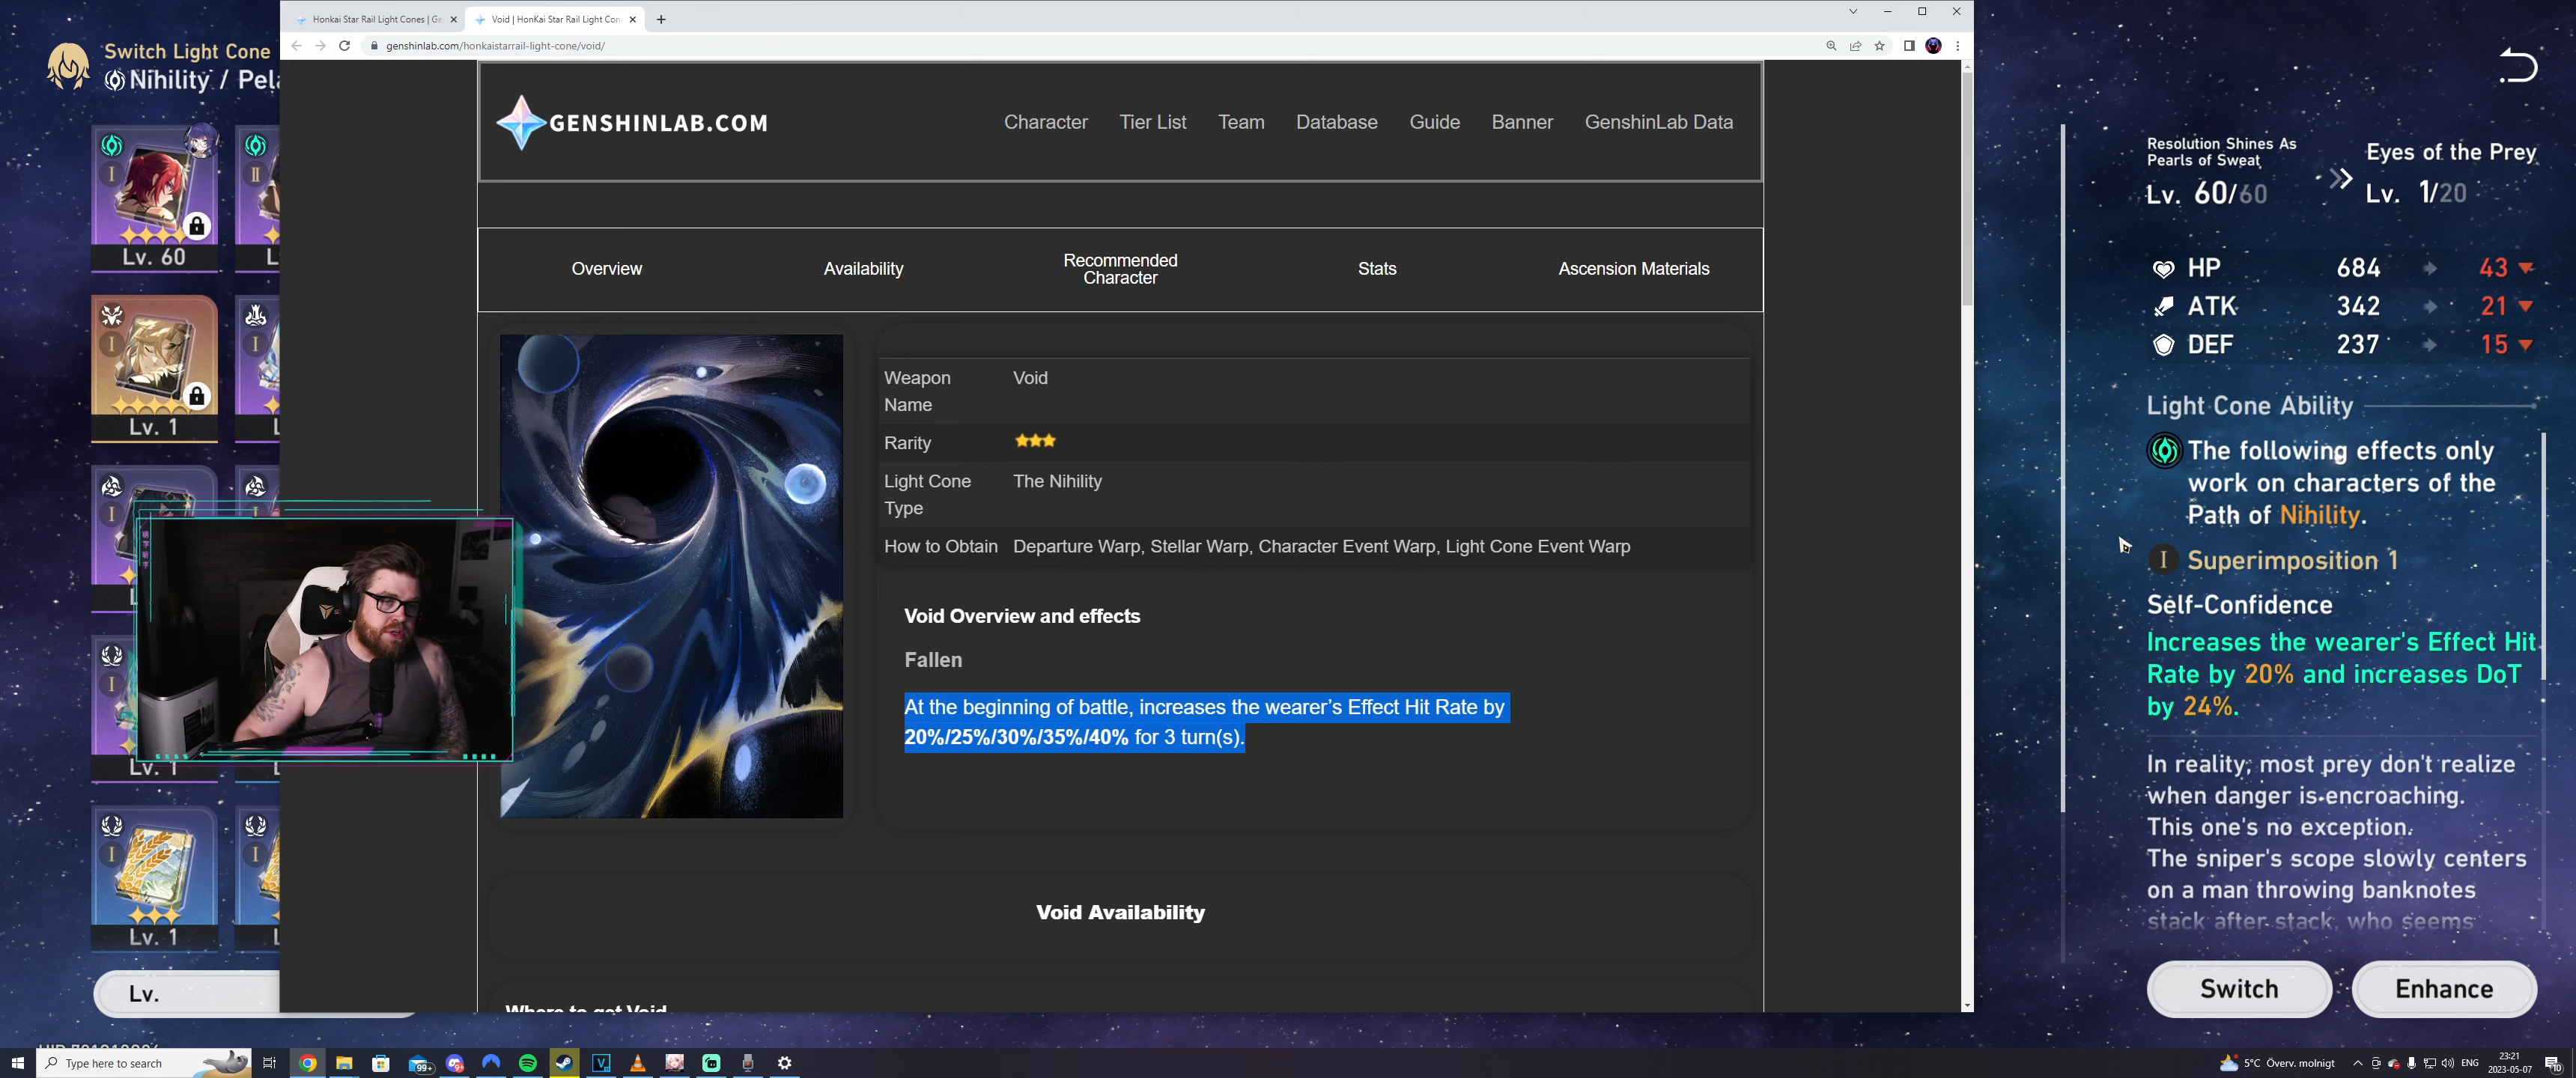 Honkai Star Rail Light Cones | Ge
Void | HonKai Star Rail Light Con
genshinlab.com/honkaistarrail-light-cone/void/
Switch Light Cone
Nihility / Pela
I
II
Lv. 60
L
I
I
Lv. 1
L
I
I
I
Lv. 1
L
I
I
Lv. 1
L
Lv.
GENSHINLAB.COM
Character
Tier List
Team
Database
Guide
Banner
GenshinLab Data
Overview
Availability
Recommended
Character
Stats
Ascension Materials
Weapon
Name
Void
Rarity
Light Cone
Type
The Nihility
How to Obtain
Departure Warp, Stellar Warp, Character Event Warp, Light Cone Event Warp
Void Overview and effects
Fallen
At the beginning of battle, increases the wearer’s Effect Hit Rate by
20%/25%/30%/35%/40% for 3 turn(s).
Void Availability
Where to get Void
Resolution Shines As
Pearls of Sweat
Lv. 60/60
Eyes of the Prey
Lv. 1/20
HP 684 43
ATK 342 21
DEF 237 15
Light Cone Ability
The following effects only
work on characters of the
Path of Nihility.
I Superimposition 1
Self-Confidence
Increases the wearer's Effect Hit
Rate by 20% and increases DoT
by 24%.
In reality, most prey don't realize
when danger is encroaching.
This one's no exception.
The sniper's scope slowly centers
on a man throwing banknotes
stack after stack, who seems
Switch
Enhance
Type here to search
99+
5°C Överv. molnigt
ENG
23:21
2023-05-07
10